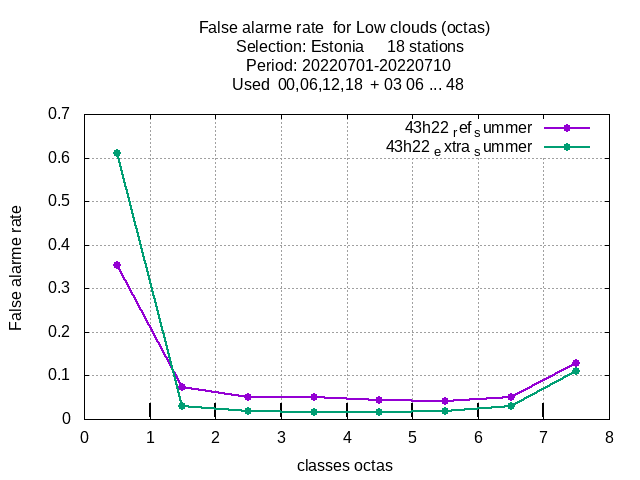 False alarme rate  for Low clouds (octas)
Selection: Estonia     18 stations
Period: 20220701-20220710
Used  00,06,12,18  + 03 06 ... 48
43h22 ref summer
43h22 extra summer
0.7
0.6
0.5
0.4
0.3
0.2
0.1
0
False alarme rate
0 1 2 3 4 5 6 7 8
classes octas